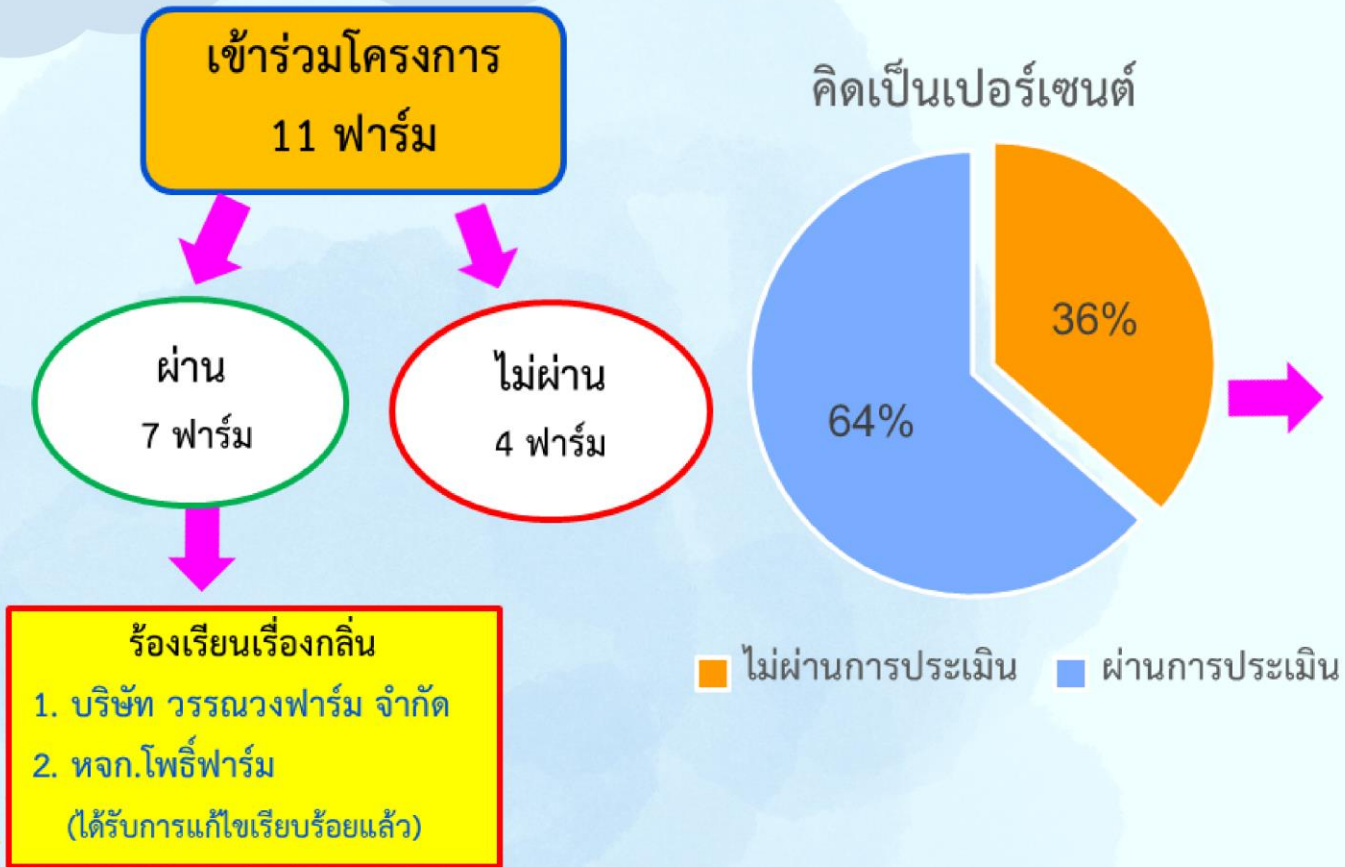 เข้าร่วมโครงการ
11 ฟาร์ม
ผ่าน
7 ฟาร์ม
ไม่ผ่าน
4 ฟาร์ม
ร้องเรียนเรื่องกลิ่น
1. บริษัท วรรณวงฟาร์ม จำกัด
2. หจก.โพธิ์ฟาร์ม
(ได้รับการแก้ไขเรียบร้อยแล้ว)
คิดเป็นเปอร์เซนต์
36%
64%
ไม่ผ่านการประเมิน
ผ่านการประเมิน